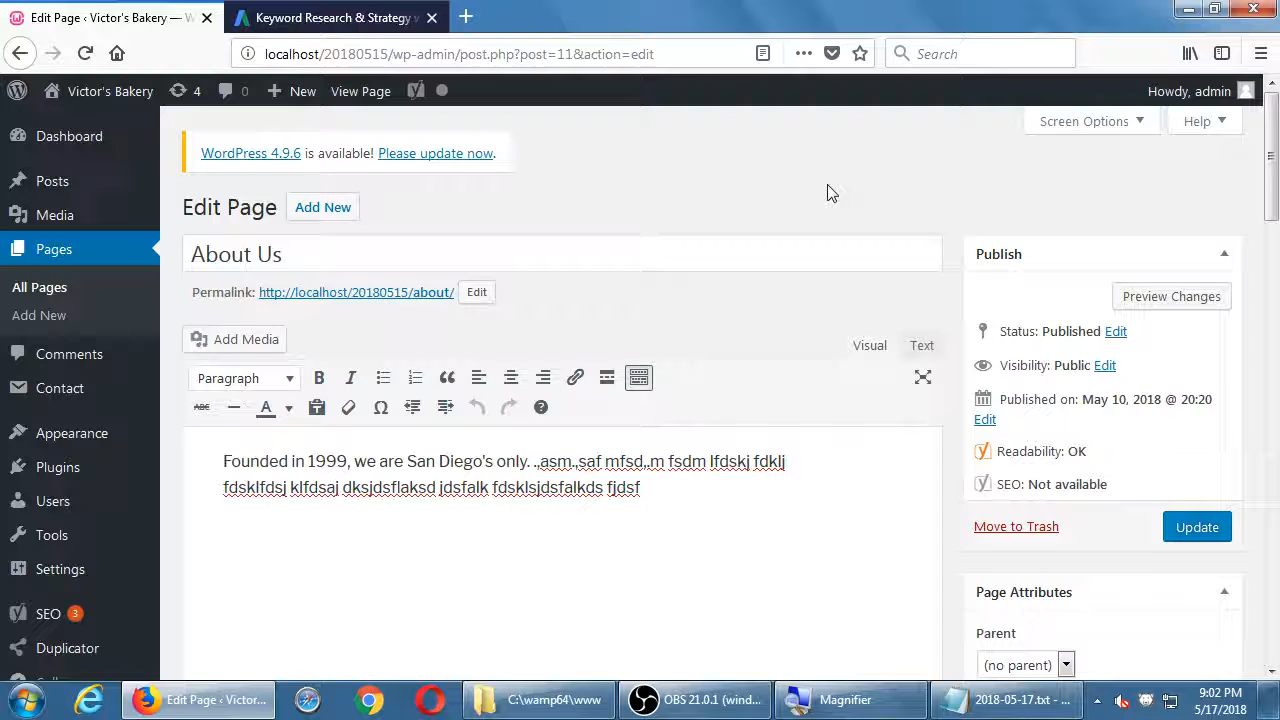 Edit Page ‹ Victor's Bakery — W
Keyword Research & Strategy
localhost/20180515/wp-admin/post.php?post=11&action=edit
Search
Victor's Bakery
4
0
New
View Page
Howdy, admin
Screen Options
Help
WordPress 4.9.6 is available! Please update now.
Edit Page
Add New
About Us
Permalink: http://localhost/20180515/about/
Edit
Add Media
Visual
Text
Paragraph
B
I
ABC
A
Founded in 1999, we are San Diego's only. .,asm.,saf mfsd,.m fsdm lfdskj fdklj
fdsklfdsj klfdsaj dksjdsflaksd jdsfalk fdsklsjdsfalkds fjdsf
Dashboard
Posts
Media
Pages
All Pages
Add New
Comments
Contact
Appearance
Plugins
Users
Tools
Settings
SEO 3
Duplicator
Publish
Preview Changes
Status: Published Edit
Visibility: Public Edit
Published on: May 10, 2018 @ 20:20
Edit
Readability: OK
SEO: Not available
Move to Trash
Update
Page Attributes
Parent
(no parent)
Edit Page ‹ Victor...
C:\wamp64\www
OBS 21.0.1 (wind...
Magnifier
2018-05-17.txt - ...
9:02 PM
5/17/2018